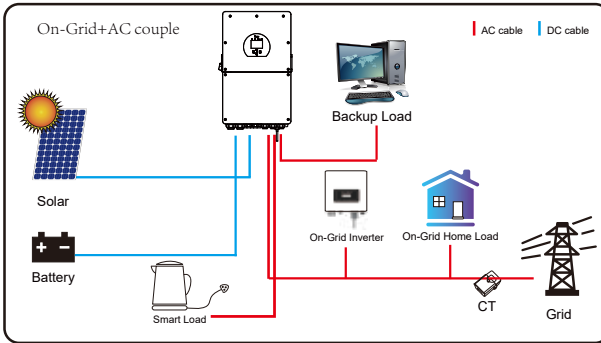 On-Grid+AC couple
AC cable
DC cable
Backup Load
Solar
On-Grid Inverter
On-Grid Home Load
Battery
CT
Grid
Smart Load